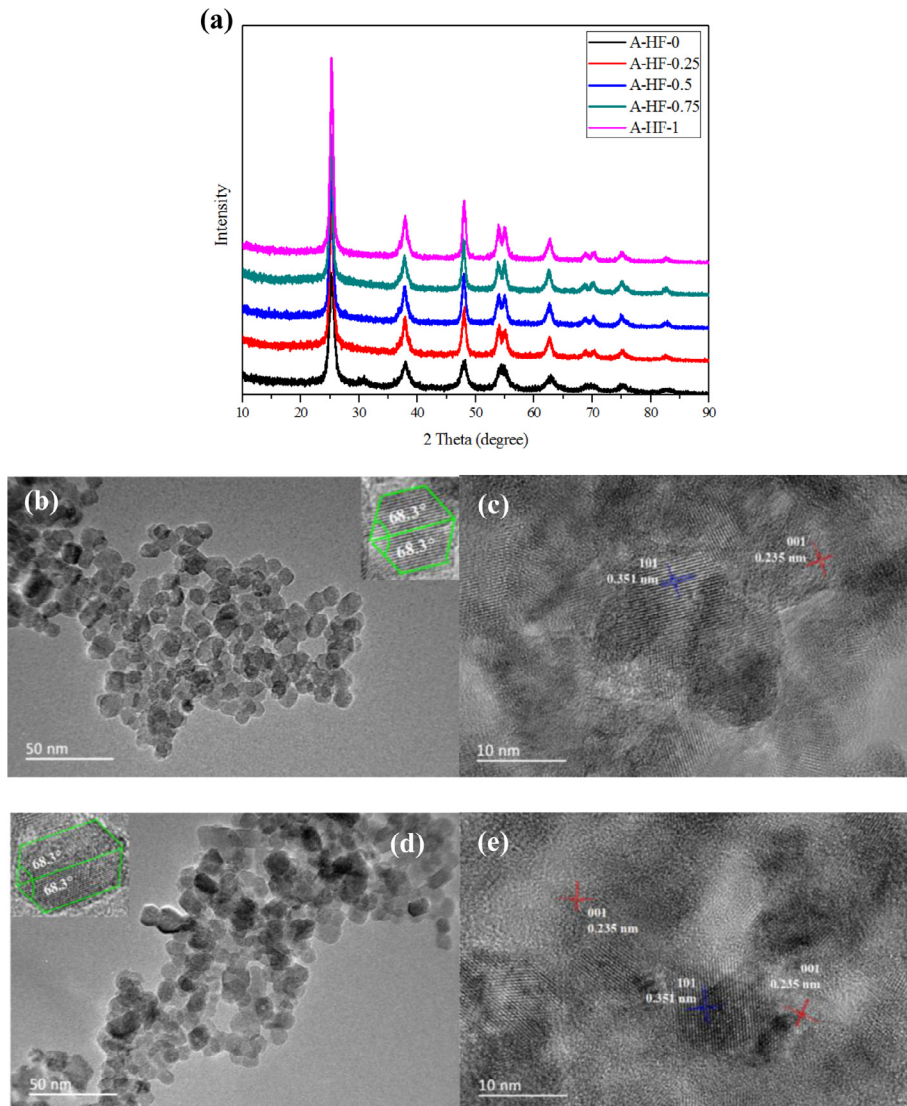 (a)
A-HF-0
A-HF-0.25
A-HF-0.5
A-HF-0.75
A-HF-1
Intensity
10 20 30 40 50 60 70 80 90
2 Theta (degree)
(b)
68.3°
68.3°
50 nm
(c)
101
0.351 nm
001
0.235 nm
10 nm
68.3°
68.3°
(d)
50 nm
(e)
001
0.235 nm
101
0.351 nm
001
0.235 nm
10 nm